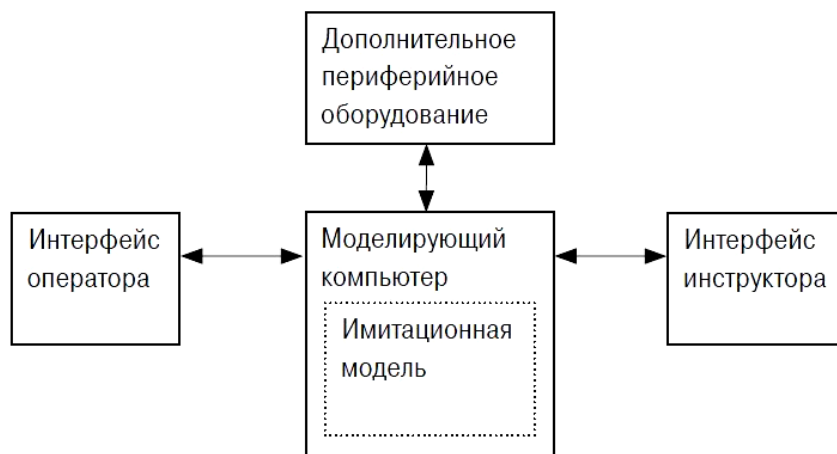 Дополнительное
периферийное
оборудование
Интерфейс
оператора
Моделирующий
компьютер
Имитационная
модель
Интерфейс
инструктора